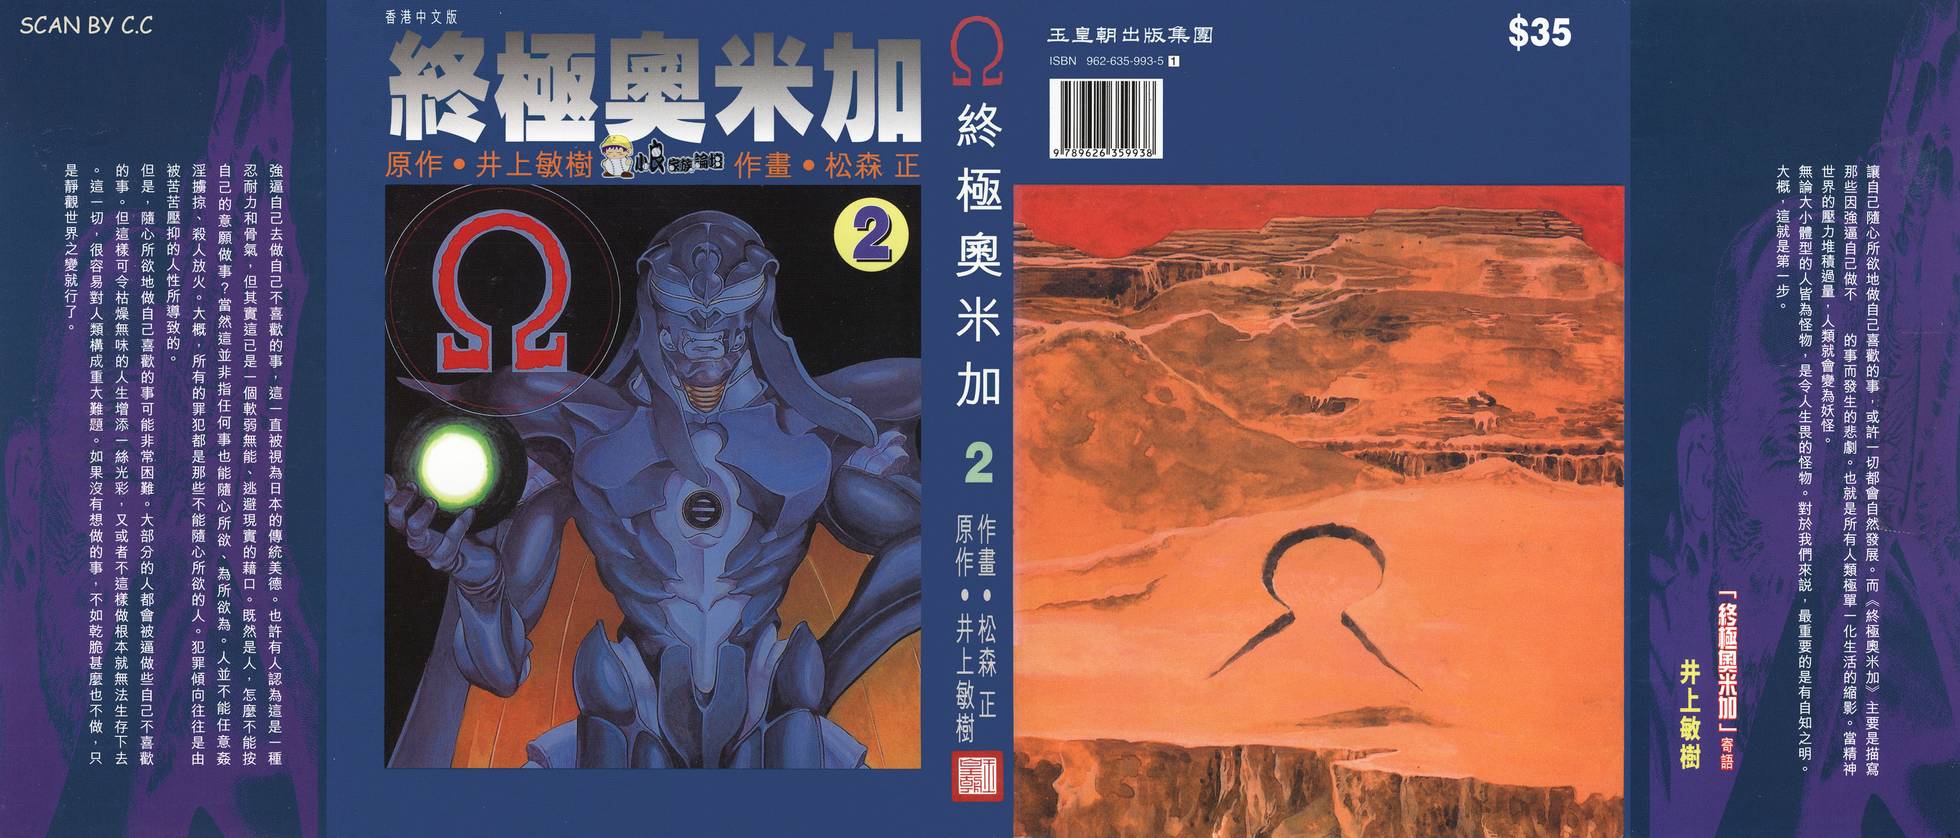 SCAN BY C.C
強逼自己去做自己不喜歡的事，這一直被視為日本的傳統美德。也許有人認為這是一種
忍耐力和骨氣，但其實這已是一個軟弱無能、逃避現實的藉口。既然是人，怎麼不能按
自己的意願做事？當然這並非指任何事也能隨心所欲、為所欲為。人並不能任意姦
淫擄掠、殺人放火。大概，所有的罪犯都是那些不能隨心所欲的人。犯罪傾向往往是由
被苦苦壓抑的人性所導致的。
但是，隨心所欲地做自己喜歡的事可能非常困難。大部分的人都會被逼做些自己不喜歡
的事。但這樣可令枯燥無味的人生增添一絲光彩，又或者不這樣做根本就無法生存下去
。這一切，很容易對人類構成重大難題。如果沒有想做的事，不如乾脆甚麼也不做，只
是靜觀世界之變就行了。
香港中文版
終極奧米加
原作•井上敏樹
小虫家族論壇
作畫•松森 正
Ω
2
Ω
終極奧米加
2
作畫•松森 正
原作•井上敏樹
玉皇朝
玉皇朝出版集團
ISBN 962-635-993-5 1
9 789626 359938
$35
讓自己隨心所欲地做自己喜歡的事，或許一切都會自然發展。而《終極奧米加》主要是描寫
那些因強逼自己做不 的事而發生的悲劇。也就是所有人類極單一化生活的縮影。當精神
世界的壓力堆積過量，人類就會變為妖怪。
無論大小體型的人皆為怪物，是令人生畏的怪物。對於我們來說，最重要的是有自知之明。
大概，這就是第一步。
「終極奧米加」寄語
井上敏樹